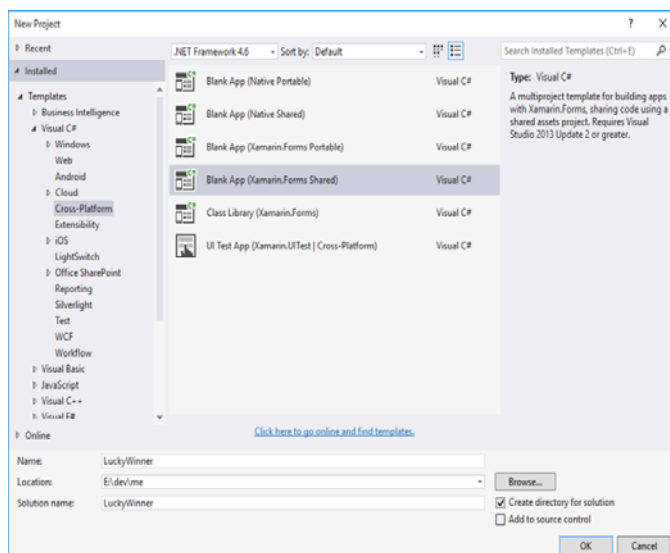 New Project
? X
Recent
Installed
Templates
Business Intelligence
Visual C#
Windows
Web
Android
Cloud
Cross-Platform
Extensibility
iOS
LightSwitch
Office SharePoint
Reporting
Silverlight
Test
WCF
Workflow
Visual Basic
JavaScript
Visual C++
Visual F#
Online
.NET Framework 4.6 Sort by: Default
Blank App (Native Portable) Visual C#
Blank App (Native Shared) Visual C#
Blank App (Xamarin.Forms Portable) Visual C#
Blank App (Xamarin.Forms Shared) Visual C#
Class Library (Xamarin.Forms) Visual C#
UI Test App (Xamarin.UITest | Cross-Platform) Visual C#
Click here to go online and find templates.
Search Installed Templates (Ctrl+E)
Type: Visual C#
A multiproject template for building apps
with Xamarin.Forms, sharing code using a
shared assets project. Requires Visual
Studio 2013 Update 2 or greater.
Name: LuckyWinner
Location: E:\dev\me
Browse...
Solution name: LuckyWinner
Create directory for solution
Add to source control
OK Cancel